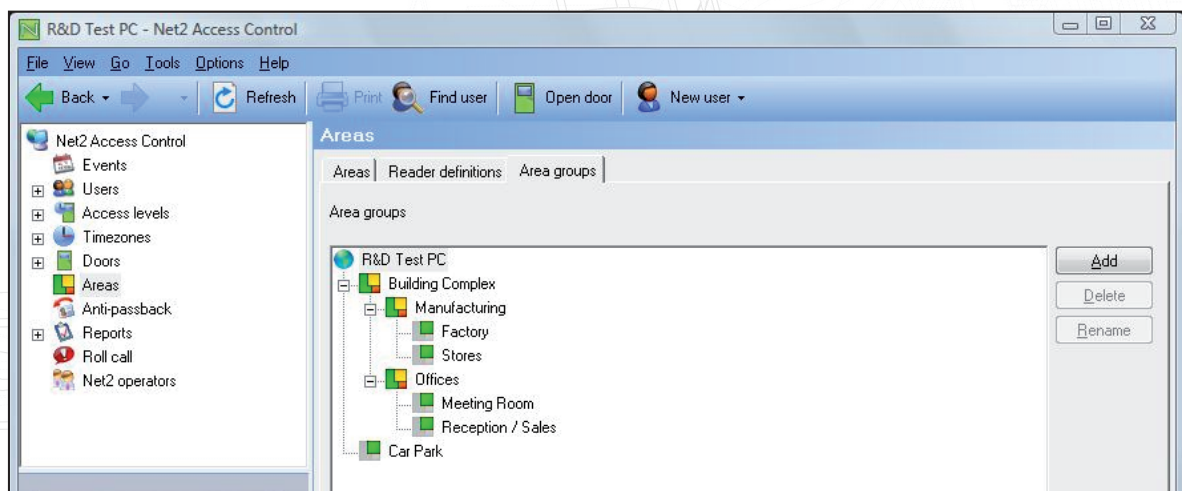 R&D Test PC - Net2 Access Control
File View Go Tools Options Help
Back Refresh Print Find user Open door New user
Net2 Access Control
Events
Users
Access levels
Timezones
Doors
Areas
Anti-passback
Reports
Roll call
Net2 operators
Areas
Areas Reader definitions Area groups
Area groups
R&D Test PC
Building Complex
Manufacturing
Factory
Stores
Offices
Meeting Room
Reception / Sales
Car Park
Add
Delete
Rename